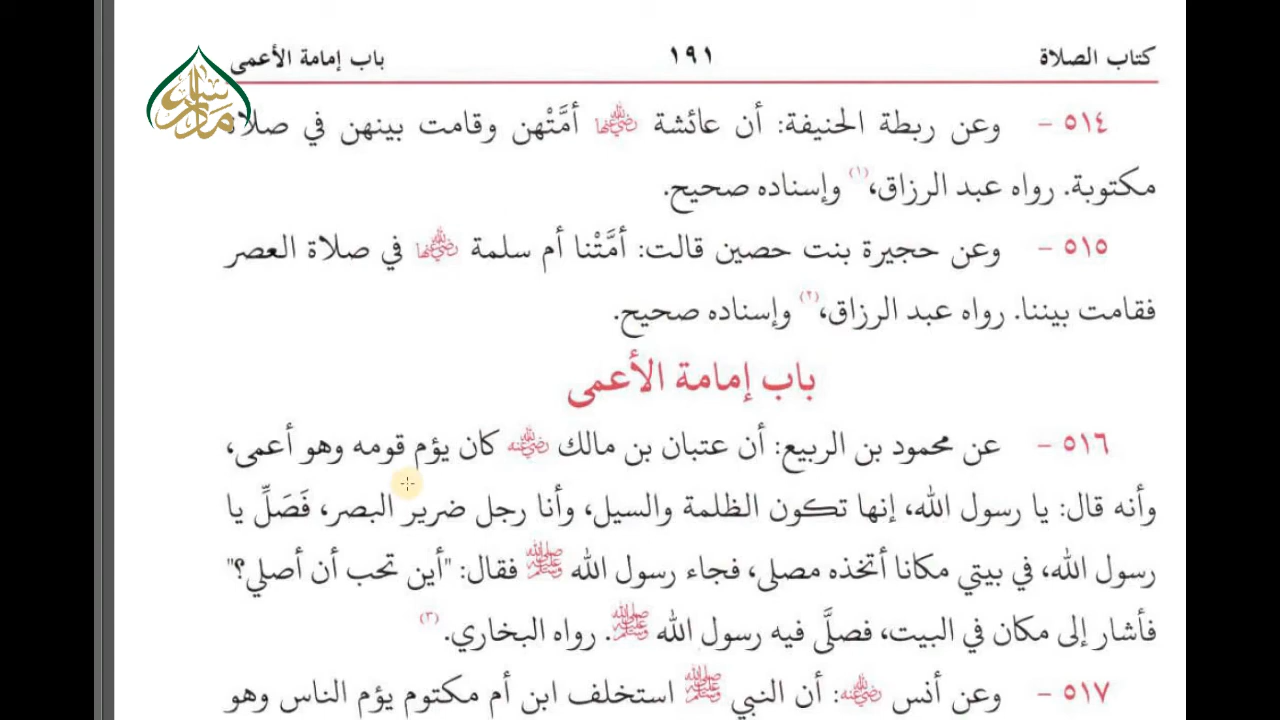 كتاب الصلاة ١٩١ باب إمامة الأعمى
٥١٤ - وعن ربطة الحنيفة: أن عائشة رضي الله عنها أمَّتْهن وقامت بينهن في صلاة
مكتوبة. رواه عبد الرزاق،(١) وإسناده صحيح.
٥١٥ - وعن حجيرة بنت حصين قالت: أمَّتْنا أم سلمة رضي الله عنها في صلاة العصر
فقامت بيننا. رواه عبد الرزاق،(٢) وإسناده صحيح.
باب إمامة الأعمى
٥١٦ - عن محمود بن الربيع: أن عتبان بن مالك رضي الله عنه كان يؤم قومه وهو أعمى،
وأنه قال: يا رسول الله، إنها تكون الظلمة والسيل، وأنا رجل ضرير البصر، فَصَلِّ يا
رسول الله، في بيتي مكانا أتخذه مصلى، فجاء رسول الله ﷺ فقال: "أين تحب أن أصلي؟"
فأشار إلى مكان في البيت، فصلَّى فيه رسول الله ﷺ. رواه البخاري.(٣)
٥١٧ - وعن أنس رضي الله عنه: أن النبي ﷺ استخلف ابن أم مكتوم يؤم الناس وهو